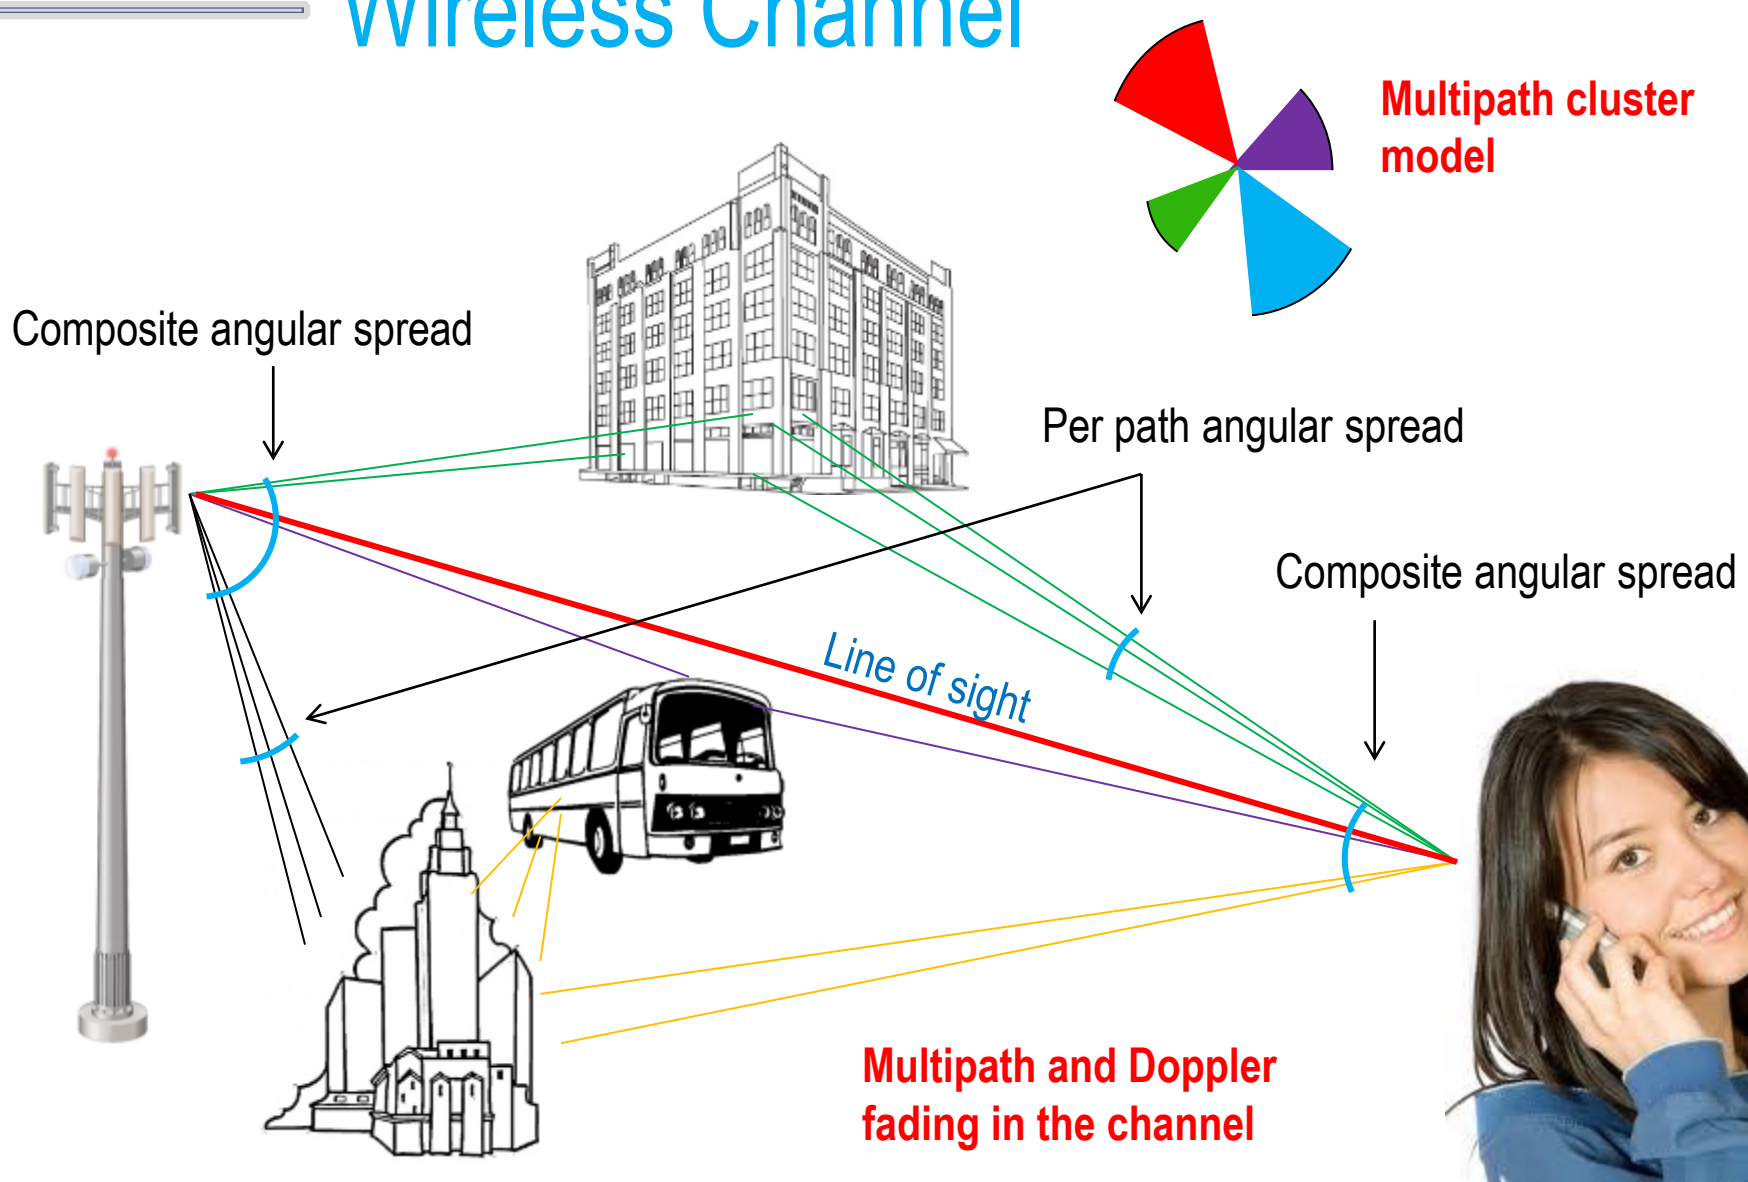 Wireless Channel
Multipath cluster
model
Composite angular spread
Per path angular spread
Composite angular spread
Line of sight
Multipath and Doppler
fading in the channel